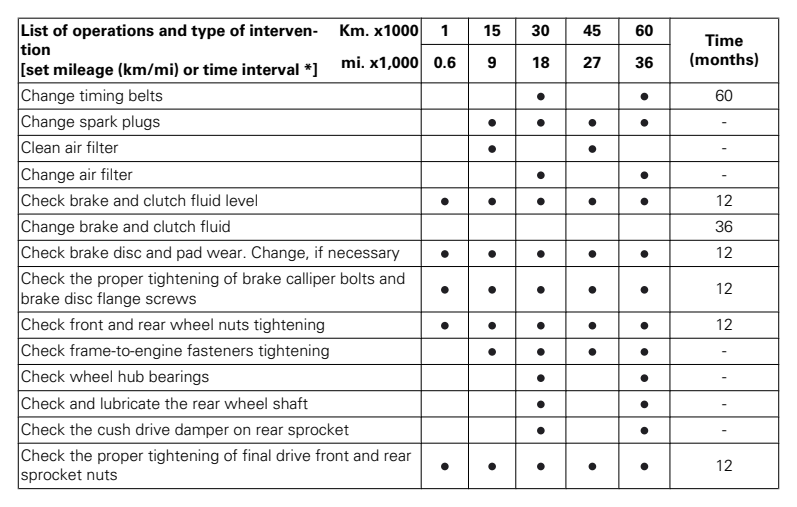 List of operations and type of interven- Km. x1000 1 15 30 45 60 Time
tion
[set mileage (km/mi) or time interval *] mi. x1,000 0.6 9 18 27 36 (months)
Change timing belts ● ● 60
Change spark plugs ● ● ● ● -
Clean air filter ● ● -
Change air filter ● ● -
Check brake and clutch fluid level ● ● ● ● ● 12
Change brake and clutch fluid 36
Check brake disc and pad wear. Change, if necessary ● ● ● ● ● 12
Check the proper tightening of brake calliper bolts and
brake disc flange screws ● ● ● ● ● 12
Check front and rear wheel nuts tightening ● ● ● ● ● 12
Check frame-to-engine fasteners tightening ● ● ● ● -
Check wheel hub bearings ● ● -
Check and lubricate the rear wheel shaft ● ● -
Check the cush drive damper on rear sprocket ● ● -
Check the proper tightening of final drive front and rear
sprocket nuts ● ● ● ● ● 12